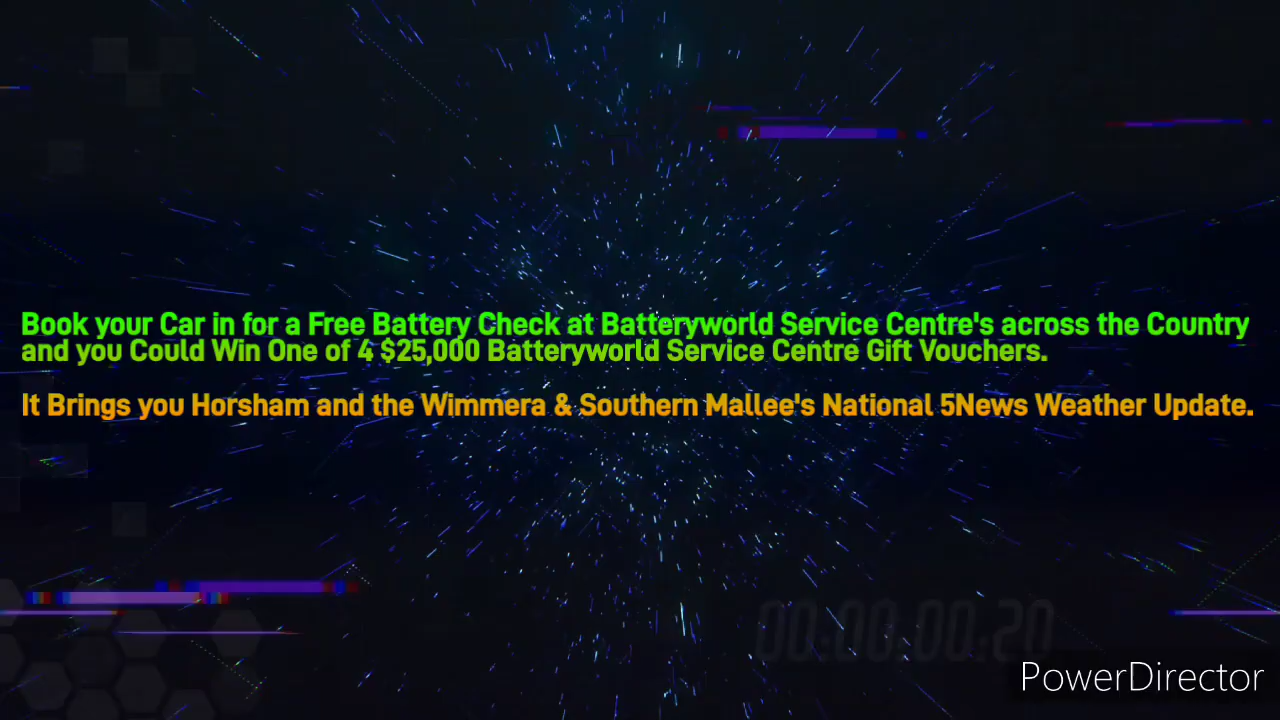 Book your Car in for a Free Battery Check at Batteryworld Service Centre's across the Country
and you Could Win One of 4 $25,000 Batteryworld Service Centre Gift Vouchers.
It Brings you Horsham and the Wimmera & Southern Mallee's National 5News Weather Update.
00:00:00:20
PowerDirector